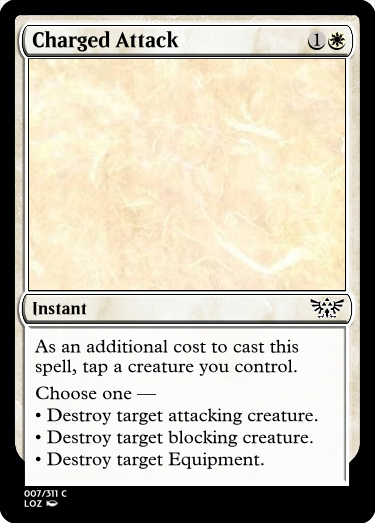 Charged Attack 1
Instant
As an additional cost to cast this
spell, tap a creature you control.
Choose one —
• Destroy target attacking creature.
• Destroy target blocking creature.
• Destroy target Equipment.
007/311 C
LOZ